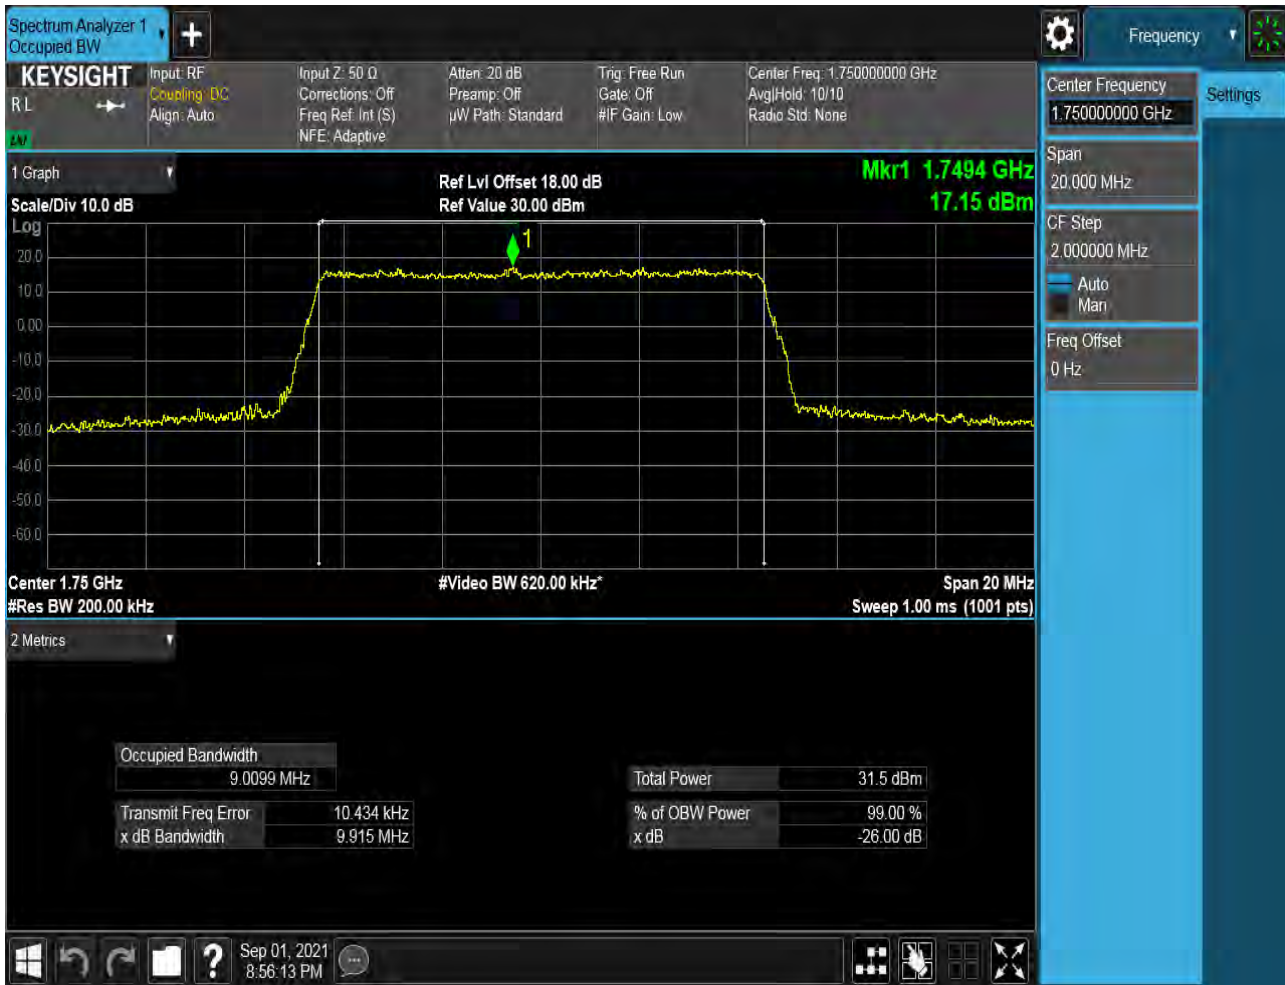 Spectrum Analyzer 1
Occupied BW
Frequency
KEYSIGHT
R L
LXI
Input: RF
Coupling: DC
Align: Auto
Input Z: 50 Ω
Corrections: Off
Freq Ref: Int (S)
NFE: Adaptive
Atten: 20 dB
Preamp: Off
µW Path: Standard
Trig: Free Run
Gate: Off
#IF Gain: Low
Center Freq: 1.750000000 GHz
Avg|Hold: 10/10
Radio Std: None
Center Frequency
1.750000000 GHz
Settings
Span
20.000 MHz
CF Step
2.000000 MHz
Auto
Man
Freq Offset
0 Hz
1 Graph
Scale/Div 10.0 dB
Ref Lvl Offset 18.00 dB
Ref Value 30.00 dBm
Mkr1 1.7494 GHz
17.15 dBm
Log
1
20.0
10.0
0.00
-10.0
-20.0
-30.0
-40.0
-50.0
-60.0
Center 1.75 GHz
#Video BW 620.00 kHz*
Span 20 MHz
#Res BW 200.00 kHz
Sweep 1.00 ms (1001 pts)
2 Metrics
Occupied Bandwidth
9.0099 MHz
Total Power 31.5 dBm
Transmit Freq Error 10.434 kHz
% of OBW Power 99.00 %
x dB Bandwidth 9.915 MHz
x dB -26.00 dB
Sep 01, 2021
8:56:13 PM